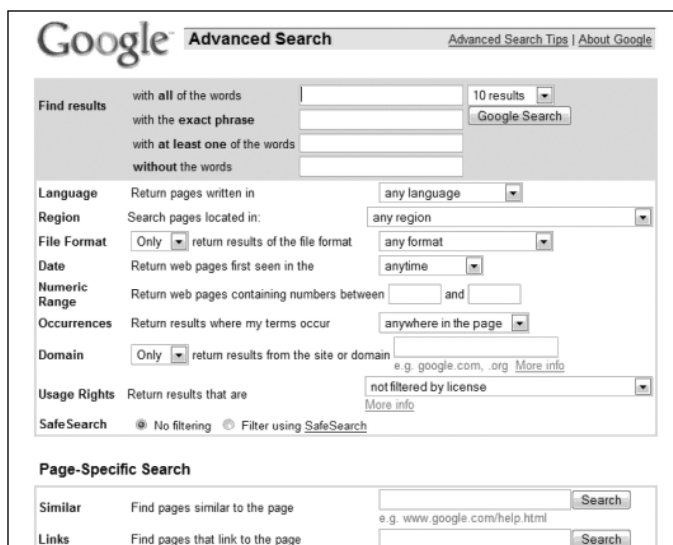 Google Advanced Search Advanced Search Tips | About Google
Find results with all of the words 10 results
with the exact phrase Google Search
with at least one of the words
without the words
Language Return pages written in any language
Region Search pages located in: any region
File Format Only return results of the file format any format
Date Return web pages first seen in the anytime
Numeric Range Return web pages containing numbers between and
Occurrences Return results where my terms occur anywhere in the page
Domain Only return results from the site or domain
e.g. google.com, .org More info
Usage Rights Return results that are not filtered by license
More info
SafeSearch No filtering Filter using SafeSearch
Page-Specific Search
Similar Find pages similar to the page Search
e.g. www.google.com/help.html
Links Find pages that link to the page Search